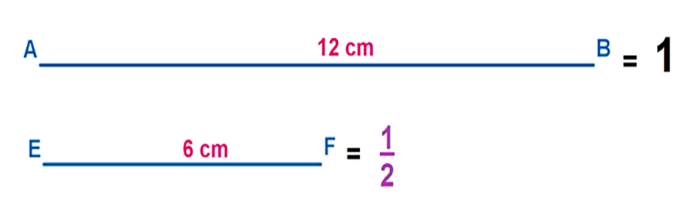 A 12 cm B = 1
E 6 cm F = 1/2